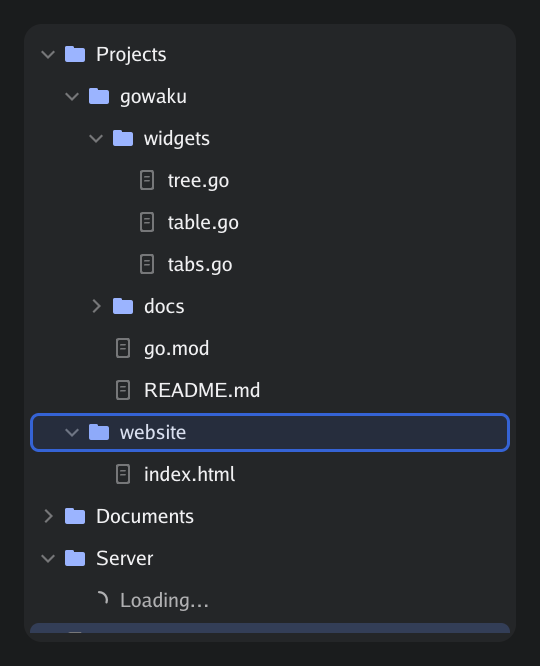 Projects
gowaku
widgets
tree.go
table.go
tabs.go
docs
go.mod
README.md
website
index.html
Documents
Server
Loading...